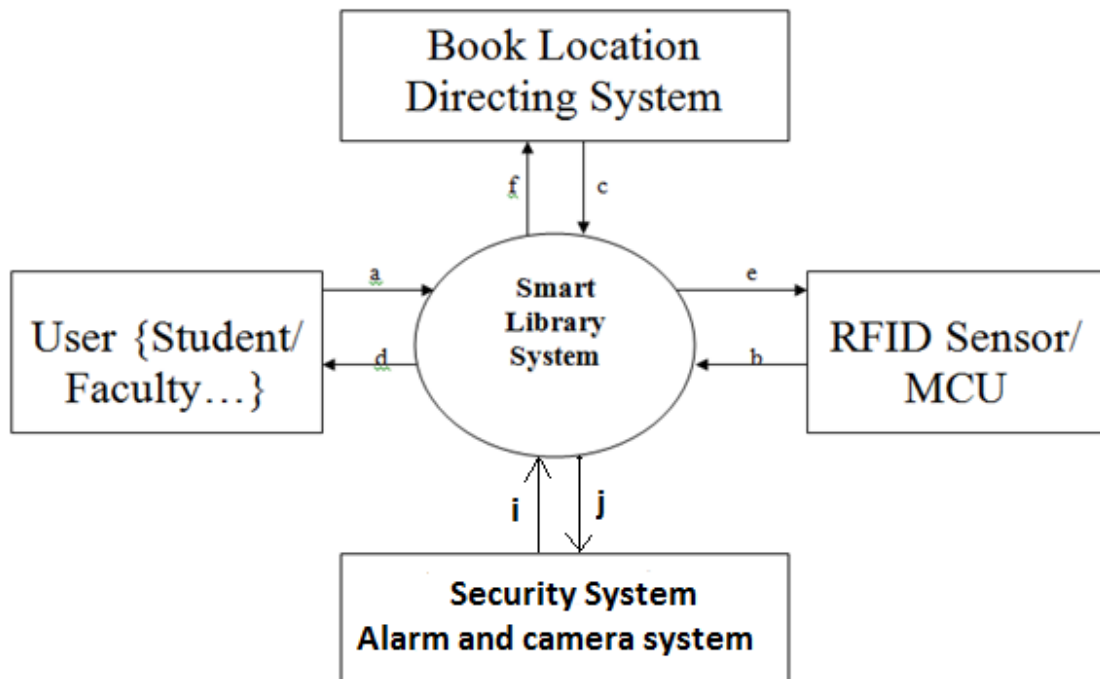 Book Location
Directing System
f
c
a
e
Smart
Library
System
User {Student/
Faculty...}
RFID Sensor/
MCU
d
b
i
j
Security System
Alarm and camera system